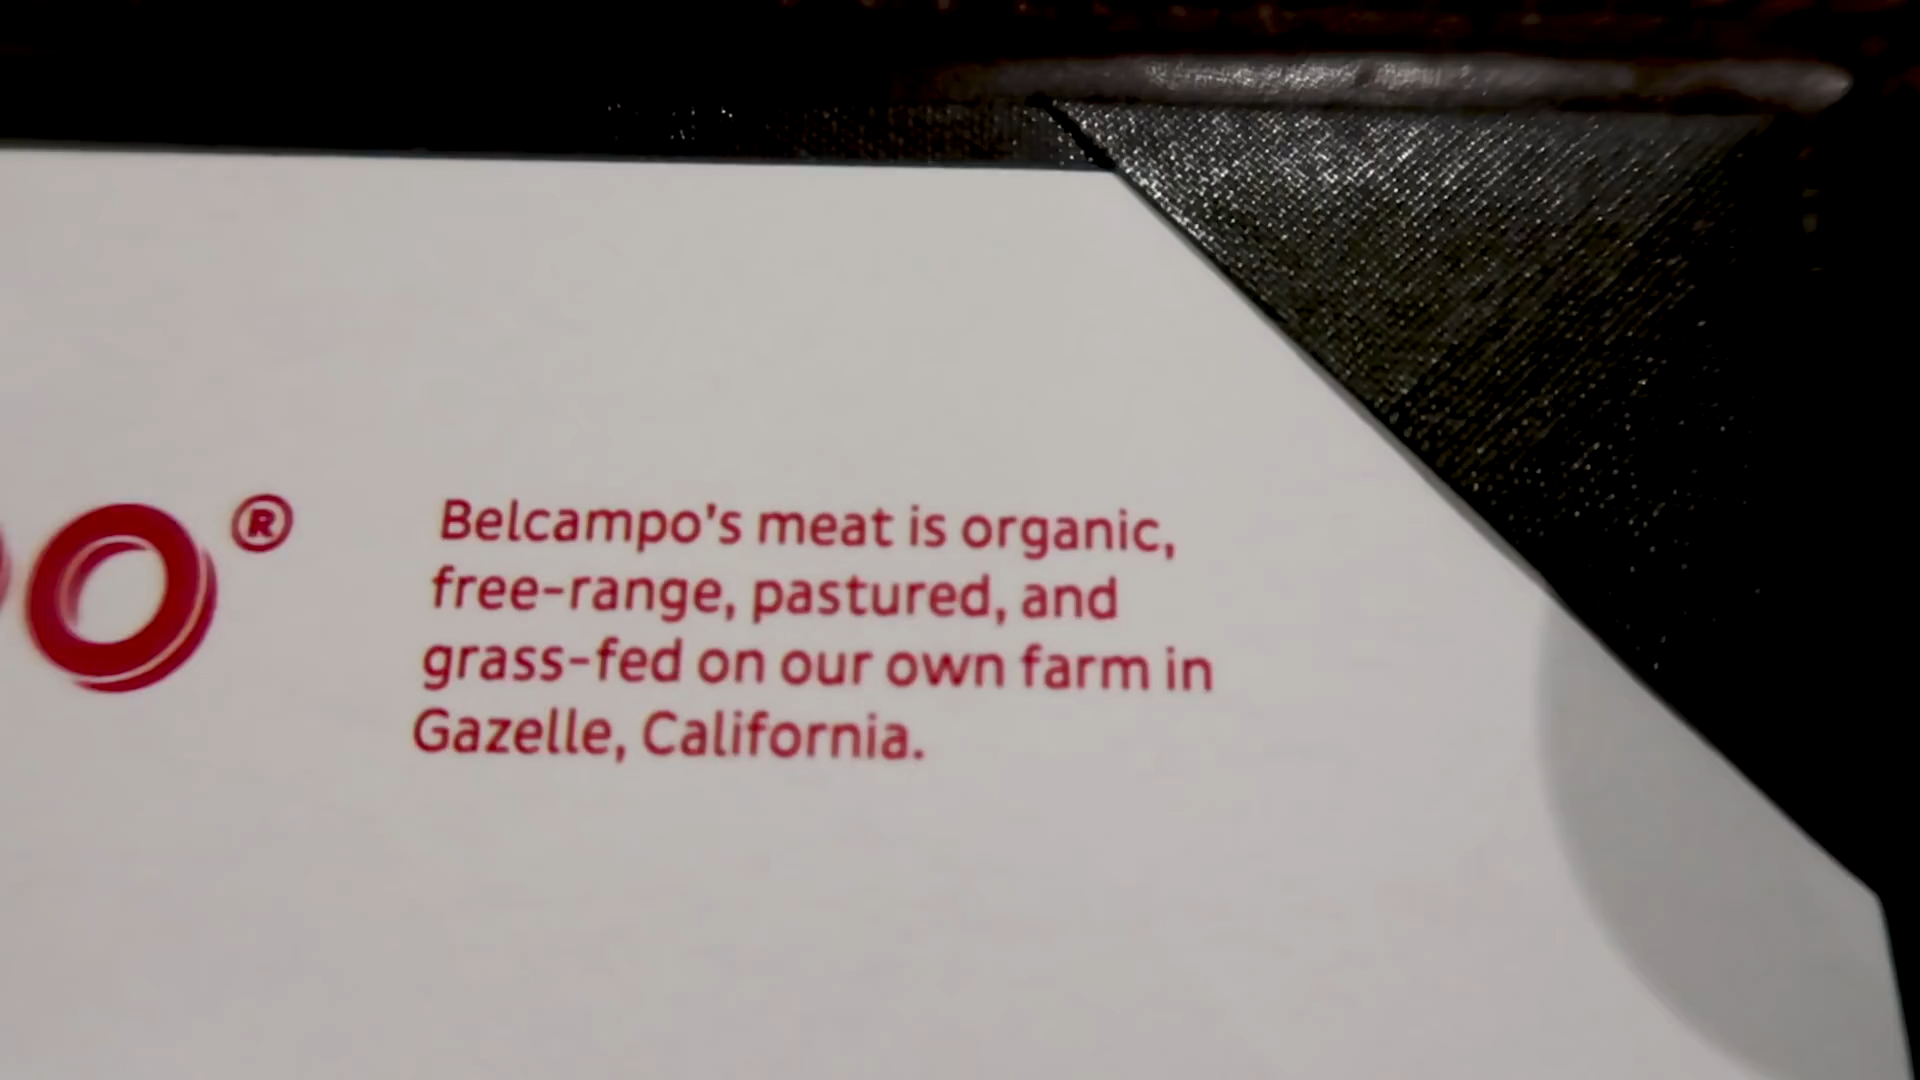 O®
Belcampo's meat is organic,
free-range, pastured, and
grass-fed on our own farm in
Gazelle, California.